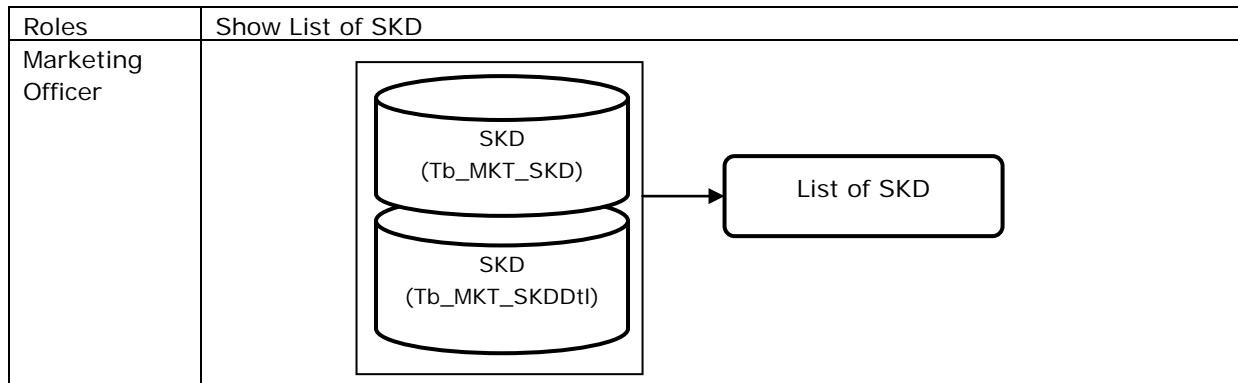 Roles
Show List of SKD
Marketing
Officer
SKD
(Tb_MKT_SKD)
List of SKD
SKD
(Tb_MKT_SKDDtl)